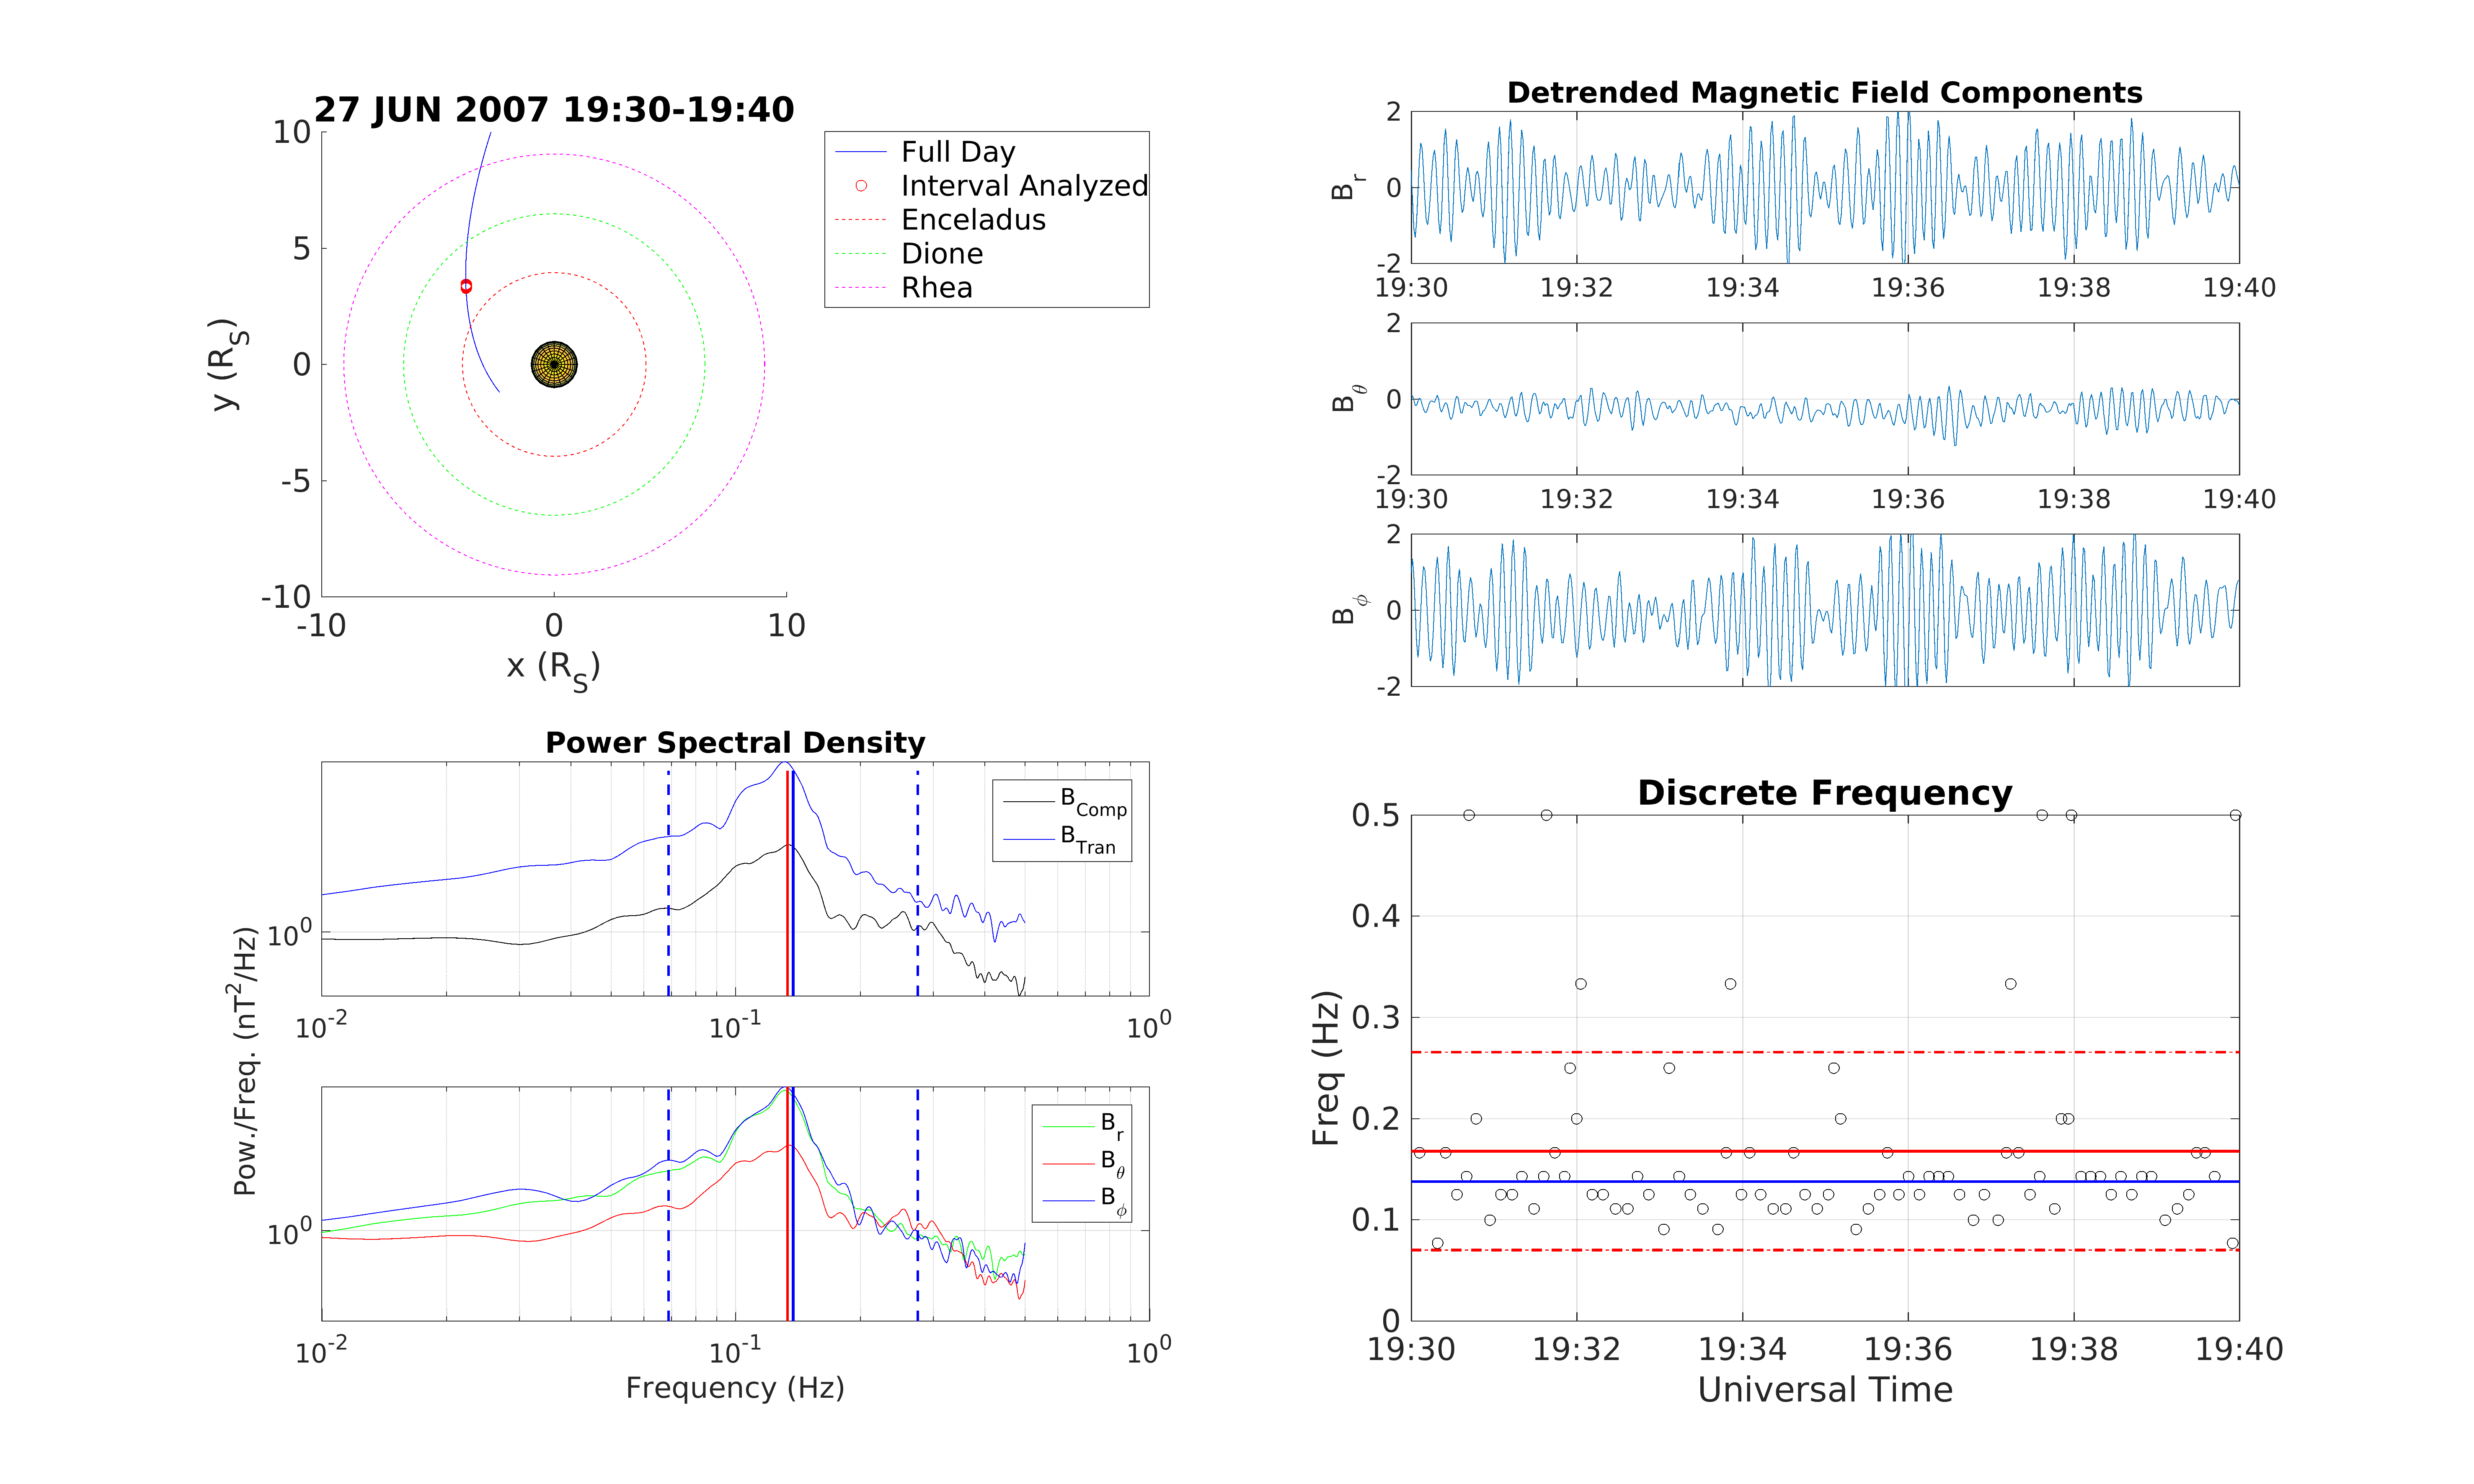 27 JUN 2007 19:30-19:40
10
5
0
-5
-10
-10 0 10
y (R_S)
x (R_S)
Full Day
Interval Analyzed
Enceladus
Dione
Rhea
Detrended Magnetic Field Components
2
0
-2
B_r
19:30 19:32 19:34 19:36 19:38 19:40
2
0
-2
B_θ
19:30 19:32 19:34 19:36 19:38 19:40
2
0
-2
B_ϕ
Power Spectral Density
B_Comp
B_Tran
10^0
10^-2 10^-1 10^0
Pow./Freq. (nT^2/Hz)
B_r
B_θ
B_ϕ
10^0
10^-2 10^-1 10^0
Frequency (Hz)
Discrete Frequency
0.5
0.4
0.3
0.2
0.1
0
Freq (Hz)
19:30 19:32 19:34 19:36 19:38 19:40
Universal Time